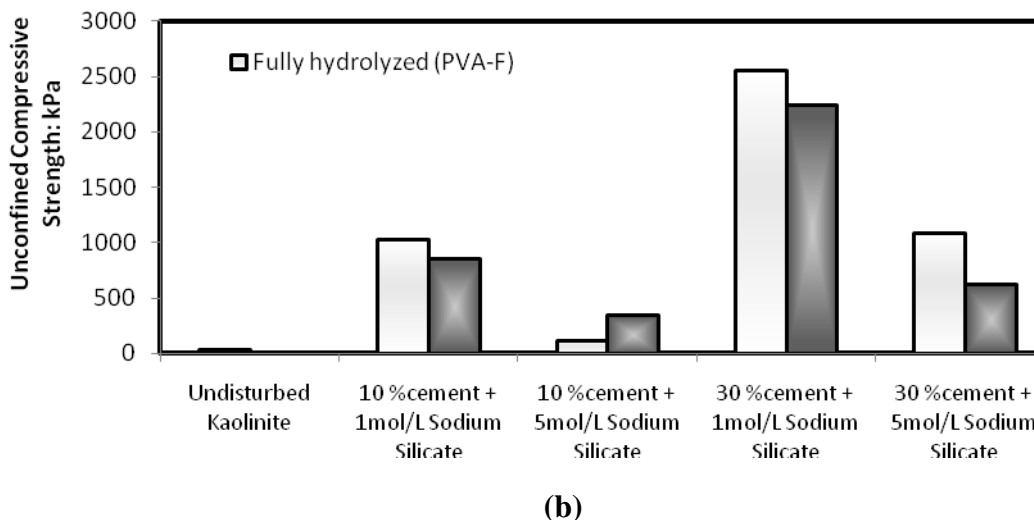 Unconfined Compressive
Strength: kPa
3000
2500
2000
1500
1000
500
0
Fully hydrolyzed (PVA-F)
Undisturbed
Kaolinite
10 %cement +
1mol/L Sodium
Silicate
10 %cement +
5mol/L Sodium
Silicate
30 %cement +
1mol/L Sodium
Silicate
30 %cement +
5mol/L Sodium
Silicate
(b)